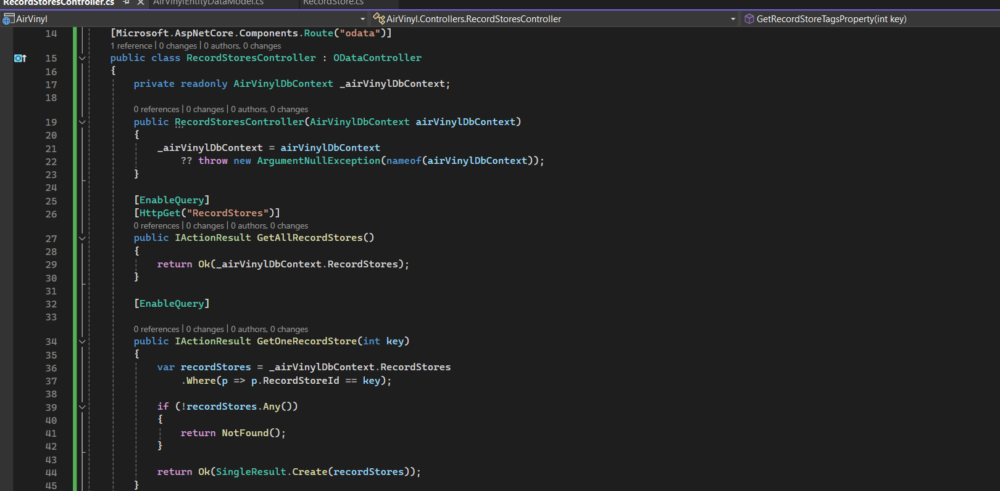 RecordStoresController.cs AirVinylEntityDataModel.cs RecordStore.cs
AirVinyl AirVinyl.Controllers.RecordStoresController GetRecordStoreTagsProperty(int key)
14 [Microsoft.AspNetCore.Components.Route("odata")]
1 reference | 0 changes | 0 authors, 0 changes
15 public class RecordStoresController : ODataController
16 {
17 private readonly AirVinylDbContext _airVinylDbContext;
18
0 references | 0 changes | 0 authors, 0 changes
19 public RecordStoresController(AirVinylDbContext airVinylDbContext)
20 {
21 _airVinylDbContext = airVinylDbContext
22 ?? throw new ArgumentNullException(nameof(airVinylDbContext));
23 }
24
25 [EnableQuery]
26 [HttpGet("RecordStores")]
0 references | 0 changes | 0 authors, 0 changes
27 public IActionResult GetAllRecordStores()
28 {
29 return Ok(_airVinylDbContext.RecordStores);
30 }
31
32 [EnableQuery]
33
0 references | 0 changes | 0 authors, 0 changes
34 public IActionResult GetOneRecordStore(int key)
35 {
36 var recordStores = _airVinylDbContext.RecordStores
37 .Where(p => p.RecordStoreId == key);
38
39 if (!recordStores.Any())
40 {
41 return NotFound();
42 }
43
44 return Ok(SingleResult.Create(recordStores));
45 }